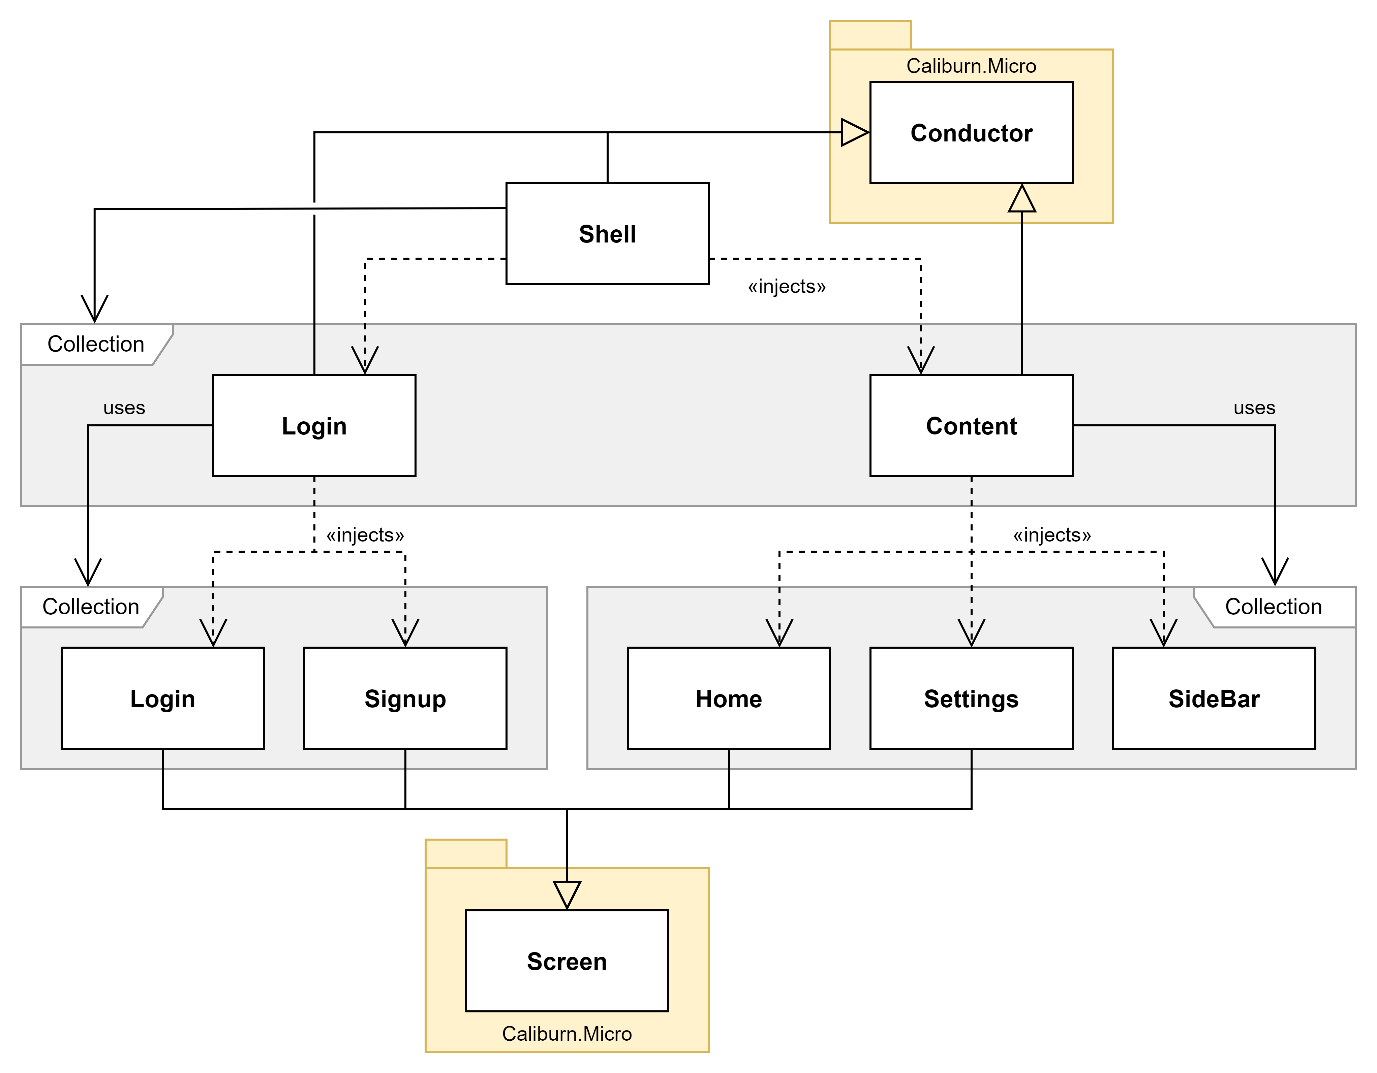 Caliburn.Micro
Conductor
Shell
«injects»
Collection
uses
Login
Content
uses
«injects»
«injects»
Collection
Collection
Login
Signup
Home
Settings
SideBar
Screen
Caliburn.Micro